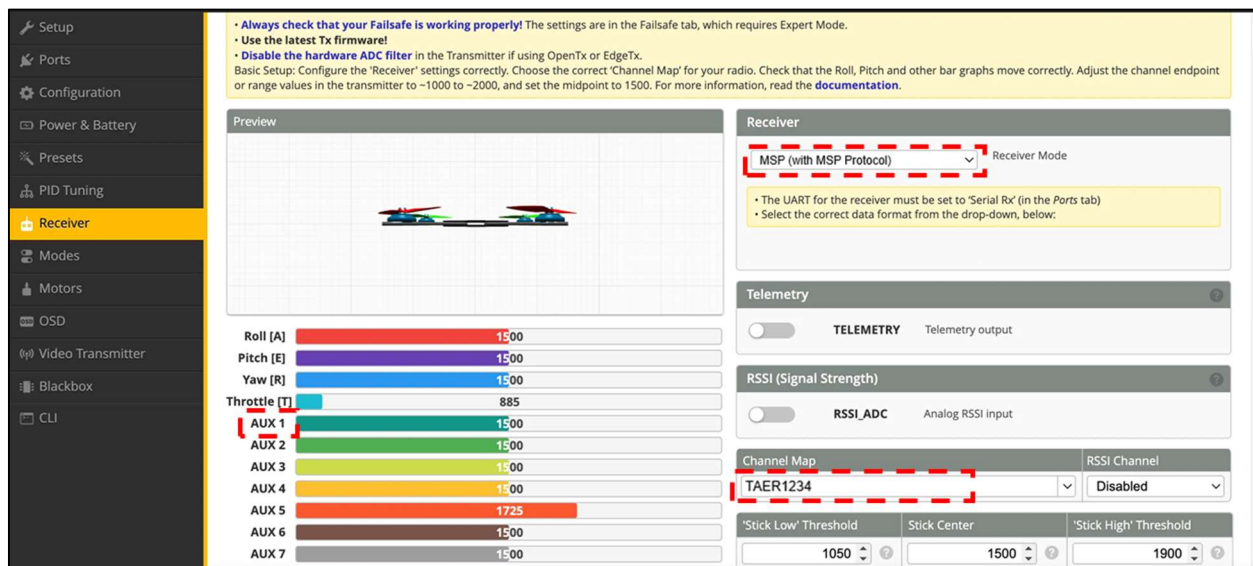 Setup
Ports
Configuration
Power & Battery
Presets
PID Tuning
Receiver
Modes
Motors
OSD
Video Transmitter
Blackbox
CLI
• Always check that your Failsafe is working properly! The settings are in the Failsafe tab, which requires Expert Mode.
• Use the latest Tx firmware!
• Disable the hardware ADC filter in the Transmitter if using OpenTx or EdgeTx.
Basic Setup: Configure the 'Receiver' settings correctly. Choose the correct 'Channel Map' for your radio. Check that the Roll, Pitch and other bar graphs move correctly. Adjust the channel endpoint
or range values in the transmitter to ~1000 to ~2000, and set the midpoint to 1500. For more information, read the documentation.
Preview
Roll [A] 1500
Pitch [E] 1500
Yaw [R] 1500
Throttle [T] 885
AUX 1 1500
AUX 2 1500
AUX 3 1500
AUX 4 1500
AUX 5 1725
AUX 6 1500
AUX 7 1500
Receiver
MSP (with MSP Protocol) Receiver Mode
• The UART for the receiver must be set to 'Serial Rx' (in the Ports tab)
• Select the correct data format from the drop-down, below:
Telemetry
TELEMETRY Telemetry output
RSSI (Signal Strength)
RSSI_ADC Analog RSSI input
Channel Map RSSI Channel
TAER1234 Disabled
'Stick Low' Threshold Stick Center 'Stick High' Threshold
1050 1500 1900